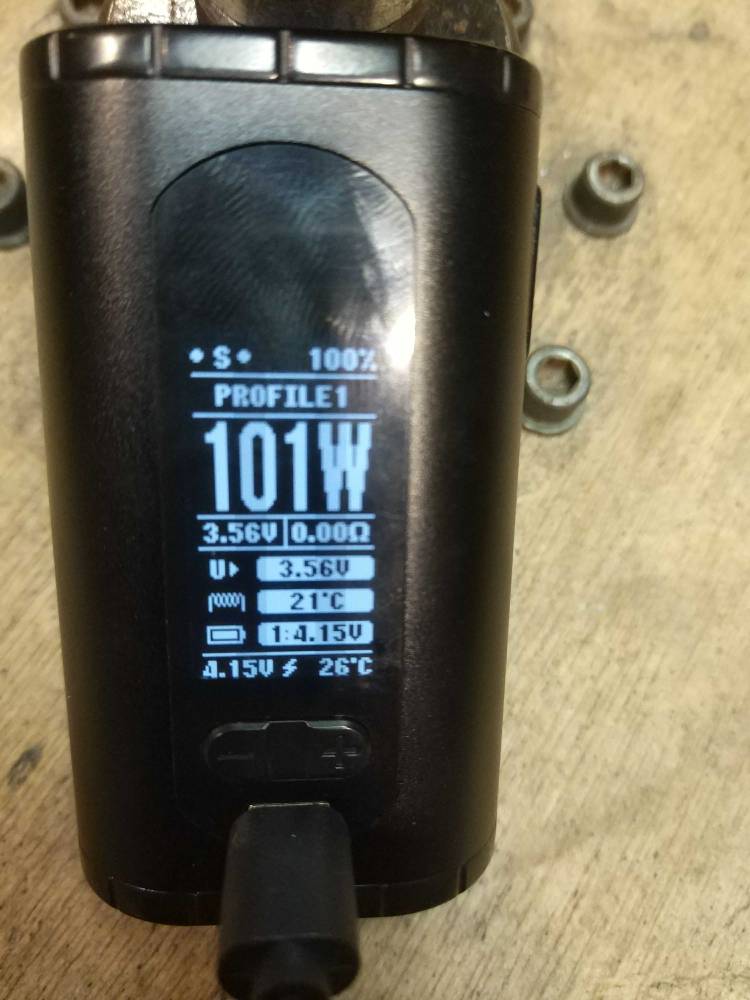 S 100%
PROFILE1
101W
3.56V 0.00Ω
U 3.56V
21°C
1:4.15V
4.15V 26°C
- +